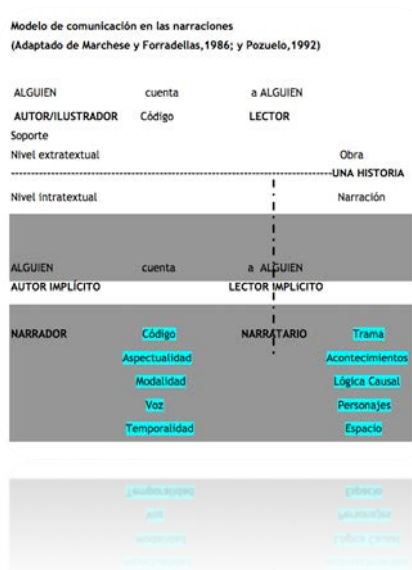 Modelo de comunicación en las narraciones
(Adaptado de Marchese y Forradellas,1986; y Pozuelo,1992)
ALGUIEN cuenta a ALGUIEN
AUTOR/ILUSTRADOR Código LECTOR
Soporte
Nivel extratextual Obra
UNA HISTORIA
Nivel intratextual Narración
ALGUIEN cuenta a ALGUIEN
AUTOR IMPLÍCITO LECTOR IMPLICITO
NARRADOR Código NARRATARIO Trama
Aspectualidad Acontecimientos
Modalidad Lógica Causal
Voz Personajes
Temporalidad Espacio